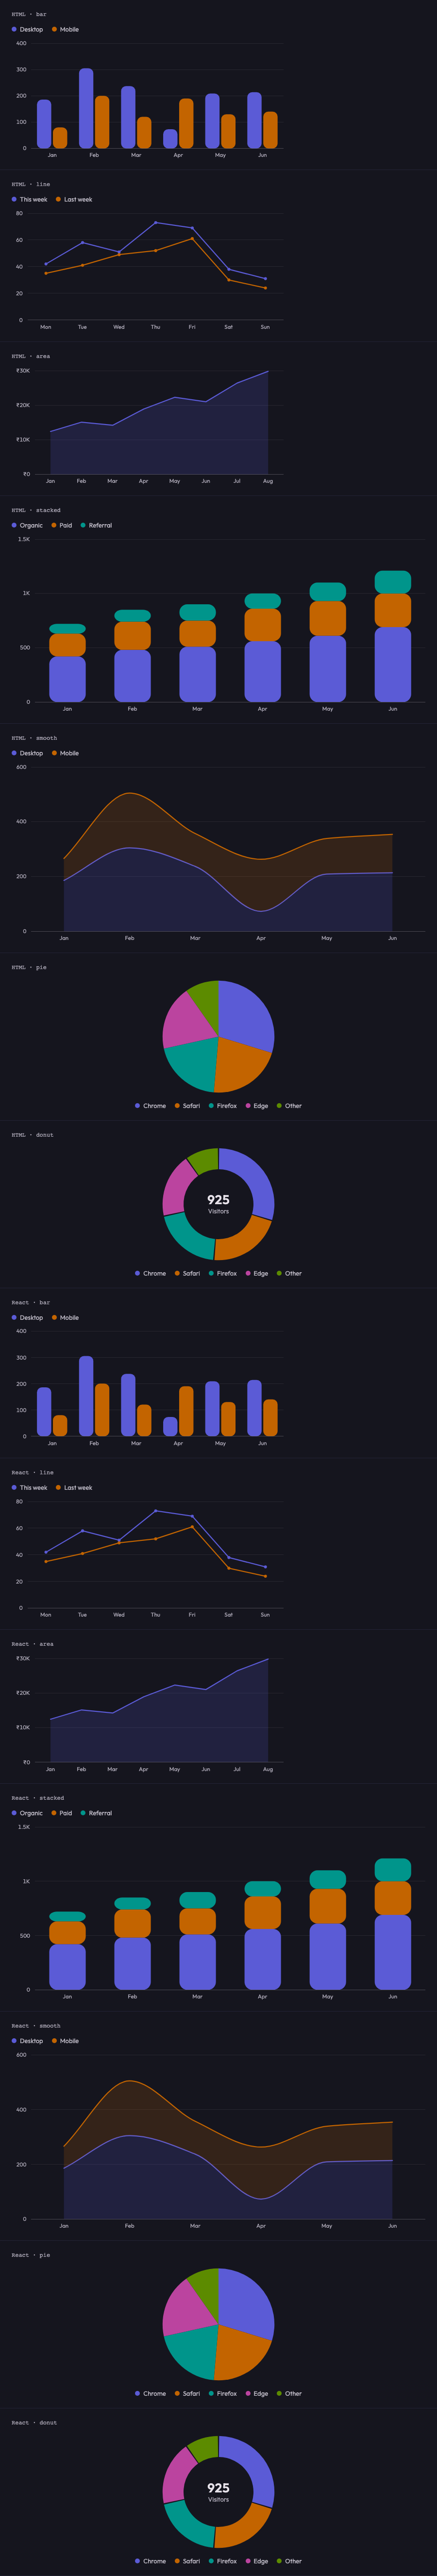 HTML · bar
Desktop Mobile
400
300
200
100
0
Jan Feb Mar Apr May Jun
HTML · line
This week Last week
80
60
40
20
0
Mon Tue Wed Thu Fri Sat Sun
HTML · area
₹30K
₹20K
₹10K
₹0
Jan Feb Mar Apr May Jun Jul Aug
HTML · stacked
Organic Paid Referral
1.5K
1K
500
0
Jan Feb Mar Apr May Jun
HTML · smooth
Desktop Mobile
600
400
200
0
Jan Feb Mar Apr May Jun
HTML · pie
Chrome Safari Firefox Edge Other
HTML · donut
925
Visitors
Chrome Safari Firefox Edge Other
React · bar
Desktop Mobile
400
300
200
100
0
Jan Feb Mar Apr May Jun
React · line
This week Last week
80
60
40
20
0
Mon Tue Wed Thu Fri Sat Sun
React · area
₹30K
₹20K
₹10K
₹0
Jan Feb Mar Apr May Jun Jul Aug
React · stacked
Organic Paid Referral
1.5K
1K
500
0
Jan Feb Mar Apr May Jun
React · smooth
Desktop Mobile
600
400
200
0
Jan Feb Mar Apr May Jun
React · pie
Chrome Safari Firefox Edge Other
React · donut
925
Visitors
Chrome Safari Firefox Edge Other